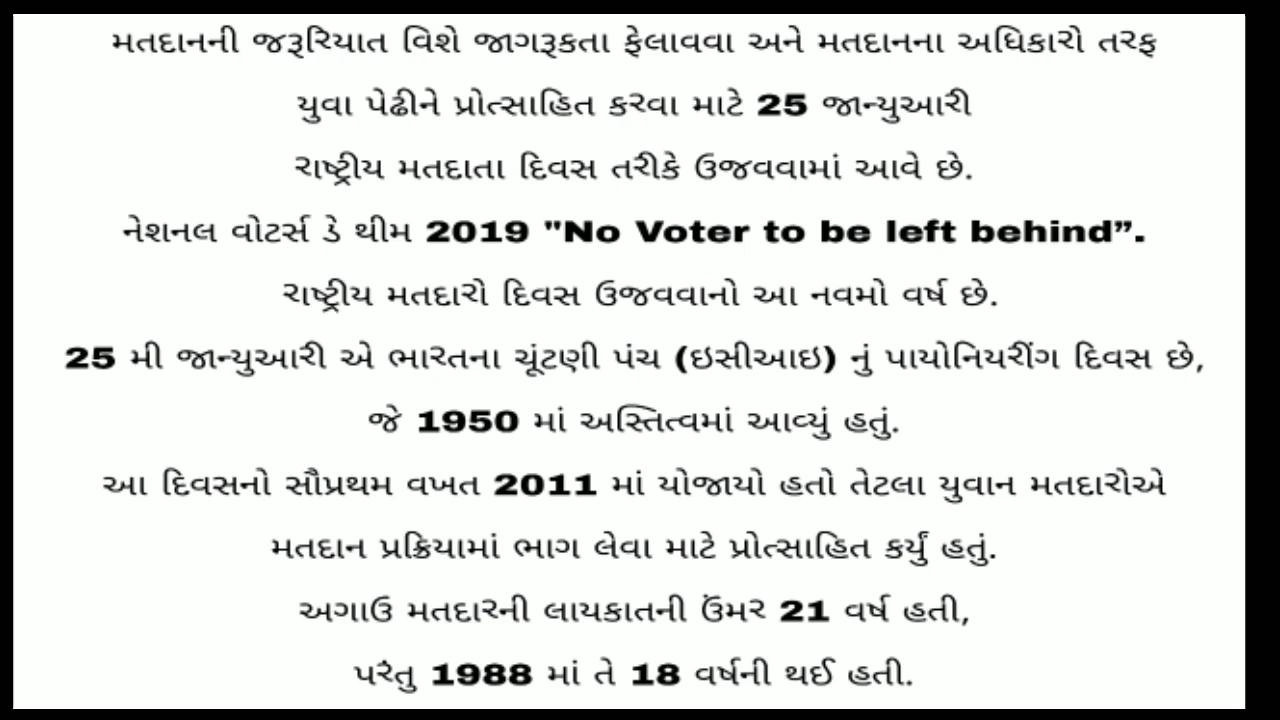 મતદાનની જરૂરિયાત વિશે જાગરૂકતા ફેલાવવા અને મતદાનના અધિકારો તરફ
યુવા પેઢીને પ્રોત્સાહિત કરવા માટે 25 જાન્યુઆરી
રાષ્ટ્રીય મતદાતા દિવસ તરીકે ઉજવવામાં આવે છે.
નેશનલ વોટર્સ ડે થીમ 2019 "No Voter to be left behind”.
રાષ્ટ્રીય મતદારો દિવસ ઉજવવાનો આ નવમો વર્ષ છે.
25 મી જાન્યુઆરી એ ભારતના ચૂંટણી પંચ (ઇસીઆઇ) નું પાયોનિયરીંગ દિવસ છે,
જે 1950 માં અસ્તિત્વમાં આવ્યું હતું.
આ દિવસનો સૌપ્રથમ વખત 2011 માં યોજાયો હતો તેટલા યુવાન મતદારોએ
મતદાન પ્રક્રિયામાં ભાગ લેવા માટે પ્રોત્સાહિત કર્યું હતું.
અગાઉ મતદારની લાયકાતની ઉંમર 21 વર્ષ હતી,
પરંતુ 1988 માં તે 18 વર્ષની થઈ હતી.